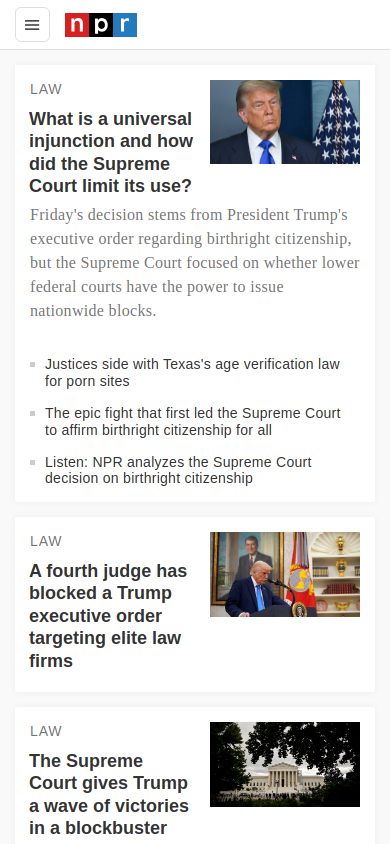 npr
LAW
What is a universal
injunction and how
did the Supreme
Court limit its use?
Friday's decision stems from President Trump's
executive order regarding birthright citizenship,
but the Supreme Court focused on whether lower
federal courts have the power to issue
nationwide blocks.
Justices side with Texas's age verification law
for porn sites
The epic fight that first led the Supreme Court
to affirm birthright citizenship for all
Listen: NPR analyzes the Supreme Court
decision on birthright citizenship
LAW
A fourth judge has
blocked a Trump
executive order
targeting elite law
firms
LAW
The Supreme
Court gives Trump
a wave of victories
in a blockbuster